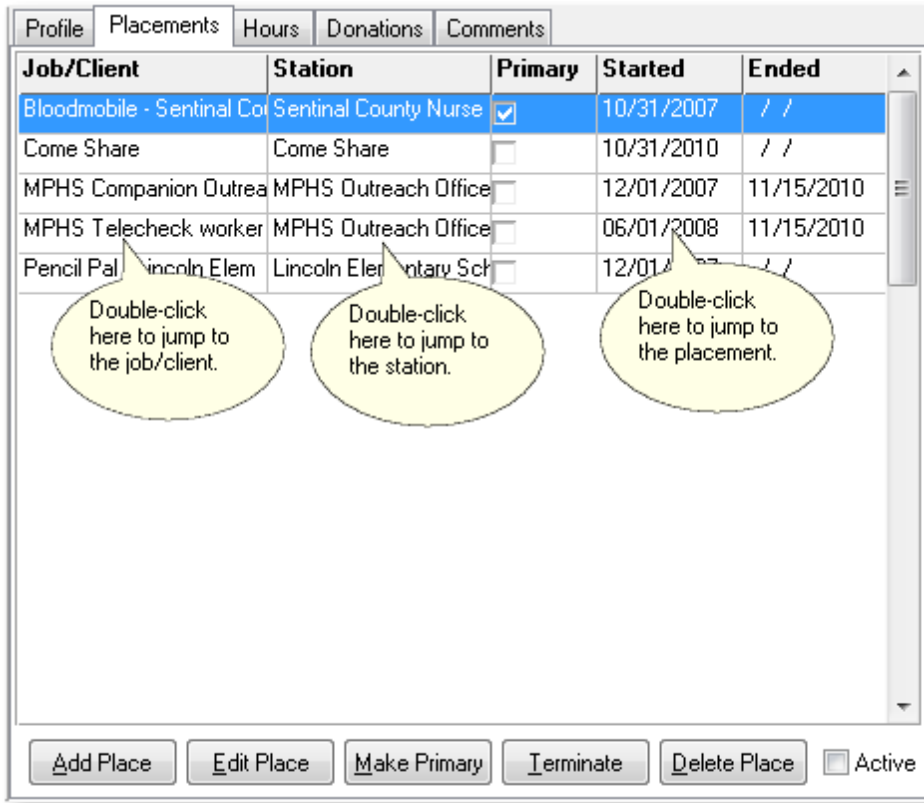 Profile Placements Hours Donations Comments
Job/Client Station Primary Started Ended
Bloodmobile - Sentinal Cou Sentinal County Nurse 10/31/2007 / /
Come Share Come Share 10/31/2010 / /
MPHS Companion Outrea MPHS Outreach Office 12/01/2007 11/15/2010
MPHS Telecheck worker MPHS Outreach Office 06/01/2008 11/15/2010
Pencil Pal Lincoln Elem Lincoln Elementary Sch 12/01/ / /
Double-click
here to jump to
the job/client.
Double-click
here to jump to
the station.
Double-click
here to jump to
the placement.
Add Place Edit Place Make Primary Terminate Delete Place Active